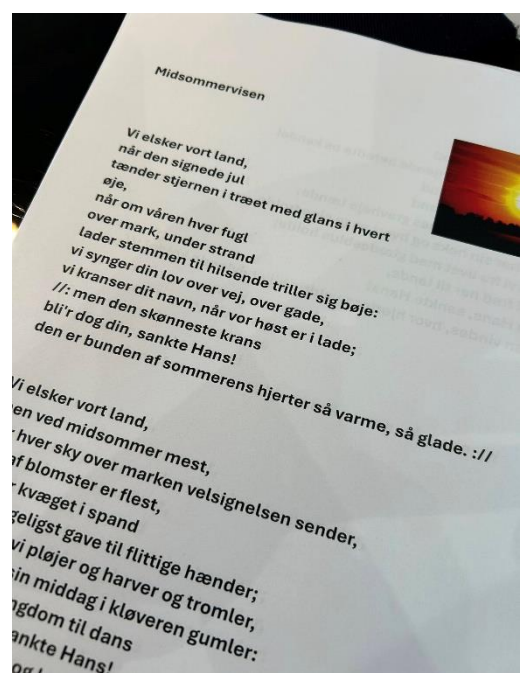 Midsommervisen
Vi elsker vort land,
når den signede jul
tænder stjernen i træet med glans i hvert
øje,
når om våren hver fugl
over mark, under strand
lader stemmen til hilsende triller sig bøje:
vi synger din lov over vej, over gade,
vi kranser dit navn, når vor høst er i lade;
//: men den skønneste krans
bli'r dog din, sankte Hans!
den er bunden af sommerens hjerter så varme, så glade. ://
Vi elsker vort land,
ved midsommer mest,
hver sky over marken velsignelsen sender,
af blomster er flest,
kvæget i spand
gave til flittige hænder;
vi pløjer og harver og tromler,
sin middag i kløveren gumler:
til dans
sankte Hans!